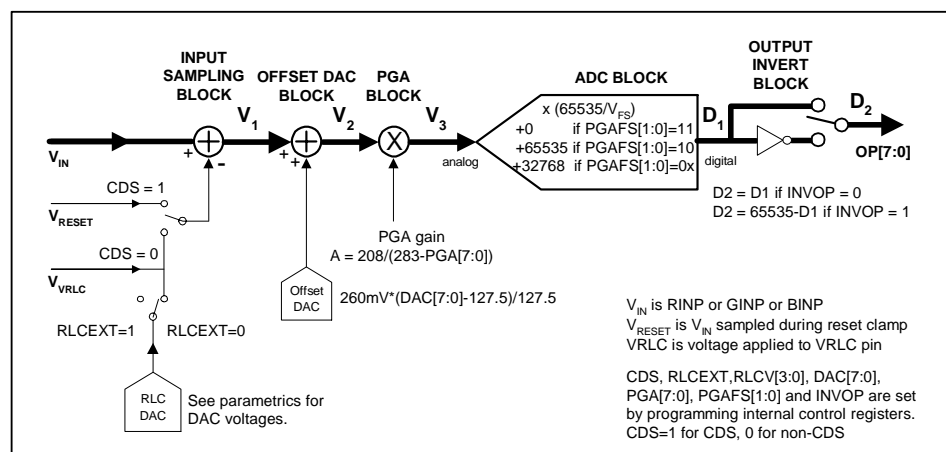 INPUT
SAMPLING
BLOCK
OFFSET DAC
BLOCK
PGA
BLOCK
ADC BLOCK
OUTPUT
INVERT
BLOCK
V1
V2
V3
D1
D2
x (65535/VFS)
+0 if PGAFS[1:0]=11
+65535 if PGAFS[1:0]=10
+32768 if PGAFS[1:0]=0x
VIN
+
+
-
+
+
X
analog
digital
OP[7:0]
CDS = 1
VRESET
CDS = 0
VVRLC
RLCEXT=1
RLCEXT=0
RLC
DAC
See parametrics for
DAC voltages.
PGA gain
A = 208/(283-PGA[7:0])
Offset
DAC
260mV*(DAC[7:0]-127.5)/127.5
D2 = D1 if INVOP = 0
D2 = 65535-D1 if INVOP = 1
VIN is RINP or GINP or BINP
VRESET is VIN sampled during reset clamp
VRLC is voltage applied to VRLC pin
CDS, RLCEXT,RLCV[3:0], DAC[7:0],
PGA[7:0], PGAFS[1:0] and INVOP are set
by programming internal control registers.
CDS=1 for CDS, 0 for non-CDS